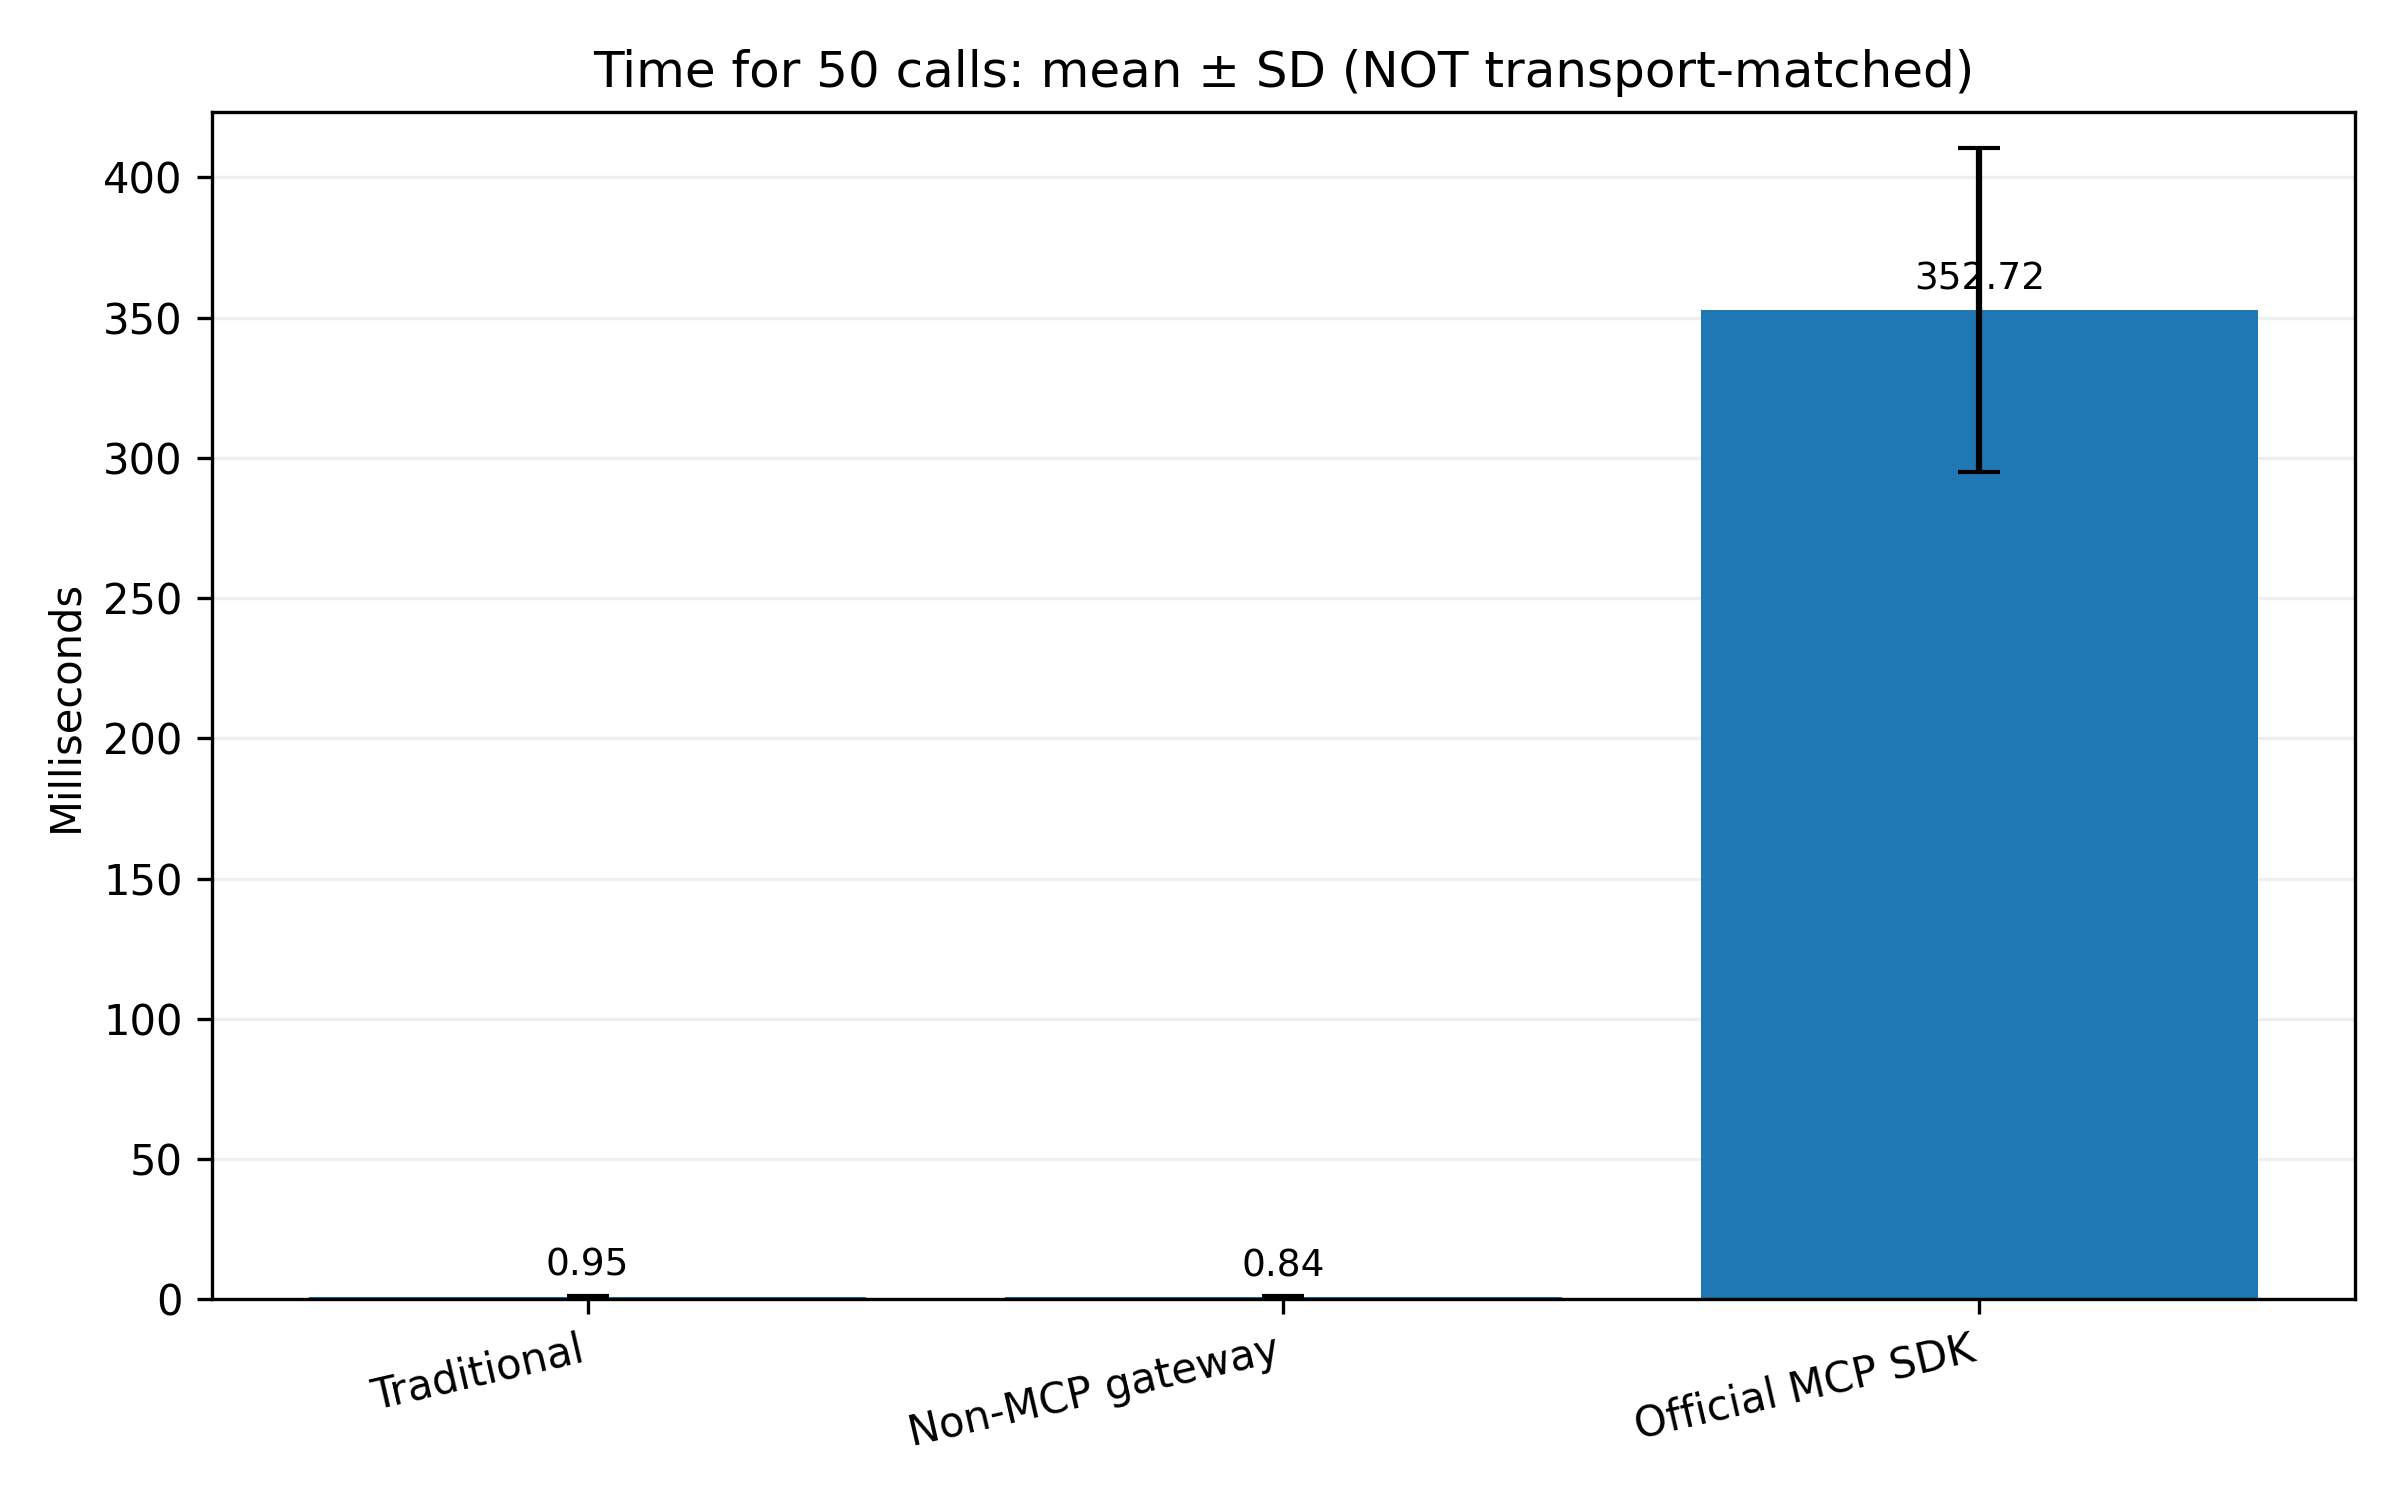 Time for 50 calls: mean ± SD (NOT transport-matched)
Milliseconds
400
350
300
250
200
150
100
50
0
352.72
0.95
0.84
Traditional
Non-MCP gateway
Official MCP SDK